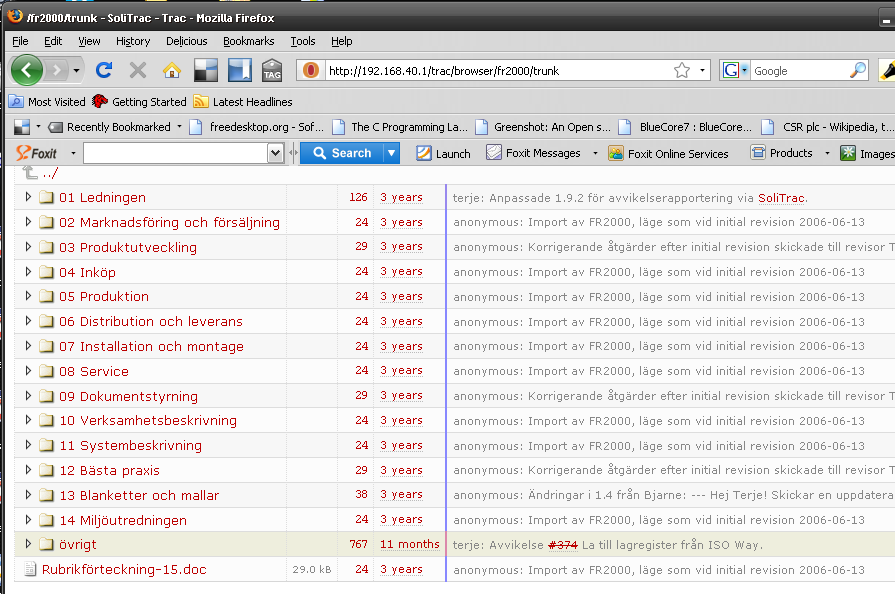 /fr2000/trunk - SoliTrac - Trac - Mozilla Firefox
File Edit View History Delicious Bookmarks Tools Help
TAG http://192.168.40.1/trac/browser/fr2000/trunk Google
Most Visited Getting Started Latest Headlines
Recently Bookmarked freedesktop.org - Sof... The C Programming La... Greenshot: An Open s... BlueCore7 : BlueCore... CSR plc - Wikipedia, t...
Foxit Search Launch Foxit Messages Foxit Online Services Products Images
../
01 Ledningen 126 3 years terje: Anpassade 1.9.2 för avvikelserapportering via SoliTrac.
02 Marknadsföring och försäljning 24 3 years anonymous: Import av FR2000, läge som vid initial revision 2006-06-13
03 Produktutveckling 29 3 years anonymous: Korrigerande åtgärder efter initial revision skickade till revisor T
04 Inköp 24 3 years anonymous: Import av FR2000, läge som vid initial revision 2006-06-13
05 Produktion 24 3 years anonymous: Import av FR2000, läge som vid initial revision 2006-06-13
06 Distribution och leverans 24 3 years anonymous: Import av FR2000, läge som vid initial revision 2006-06-13
07 Installation och montage 24 3 years anonymous: Import av FR2000, läge som vid initial revision 2006-06-13
08 Service 24 3 years anonymous: Import av FR2000, läge som vid initial revision 2006-06-13
09 Dokumentstyrning 29 3 years anonymous: Korrigerande åtgärder efter initial revision skickade till revisor T
10 Verksamhetsbeskrivning 24 3 years anonymous: Import av FR2000, läge som vid initial revision 2006-06-13
11 Systembeskrivning 24 3 years anonymous: Import av FR2000, läge som vid initial revision 2006-06-13
12 Bästa praxis 29 3 years anonymous: Korrigerande åtgärder efter initial revision skickade till revisor T
13 Blanketter och mallar 38 3 years anonymous: Ändringar i 1.4 från Bjarne: --- Hej Terje! Skickar en uppdatera
14 Miljöutredningen 24 3 years anonymous: Import av FR2000, läge som vid initial revision 2006-06-13
övrigt 767 11 months terje: Avvikelse #374 La till lagregister från ISO Way.
Rubrikförteckning-15.doc 29.0 kB 24 3 years anonymous: Import av FR2000, läge som vid initial revision 2006-06-13